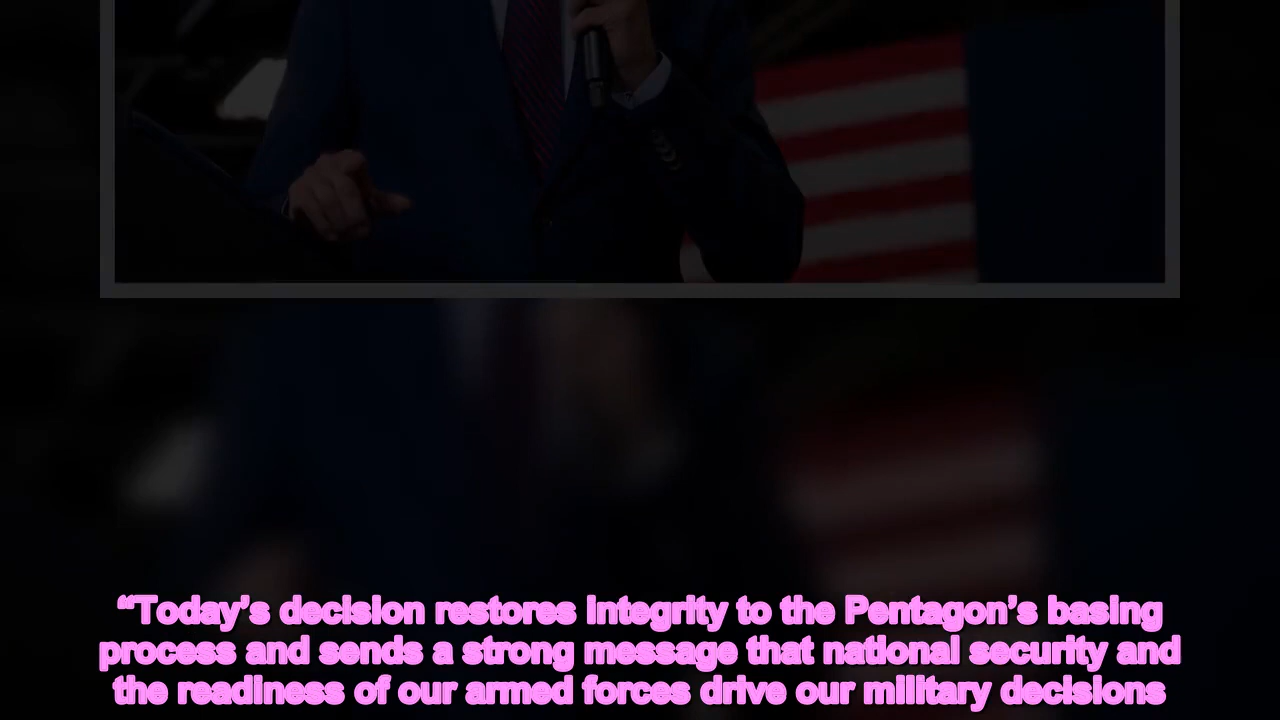 “Today’s decision restores integrity to the Pentagon’s basing
process and sends a strong message that national security and
the readiness of our armed forces drive our military decisions